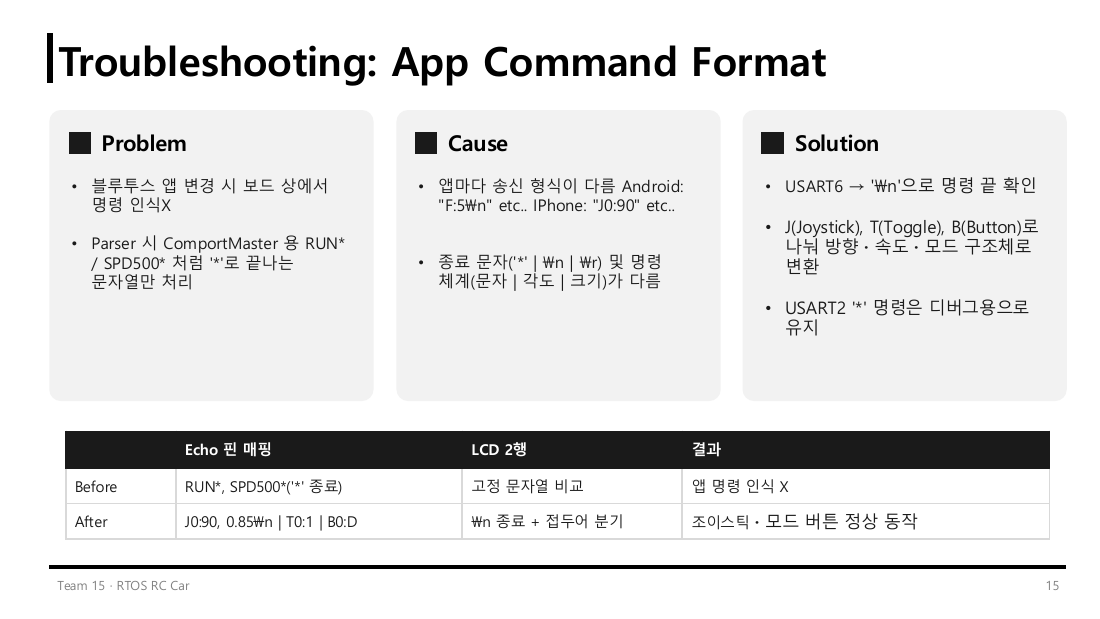 Troubleshooting: App Command Format
Problem
• 블루투스 앱 변경 시 보드 상에서
명령 인식X
• Parser 시 ComportMaster 용 RUN*
/ SPD500* 처럼 '*'로 끝나는
문자열만 처리
Cause
• 앱마다 송신 형식이 다름 Android:
"F:5₩n" etc.. IPhone: "J0:90" etc..
• 종료 문자('*' | ₩n | ₩r) 및 명령
체계(문자 | 각도 | 크기)가 다름
Solution
• USART6 → '₩n'으로 명령 끝 확인
• J(Joystick), T(Toggle), B(Button)로
나눠 방향·속도·모드 구조체로
변환
• USART2 '*' 명령은 디버그용으로
유지
Echo 핀 매핑 LCD 2행 결과
Before RUN*, SPD500*('*' 종료) 고정 문자열 비교 앱 명령 인식 X
After J0:90, 0.85₩n | T0:1 | B0:D ₩n 종료 + 접두어 분기 조이스틱·모드 버튼 정상 동작
Team 15 · RTOS RC Car 15